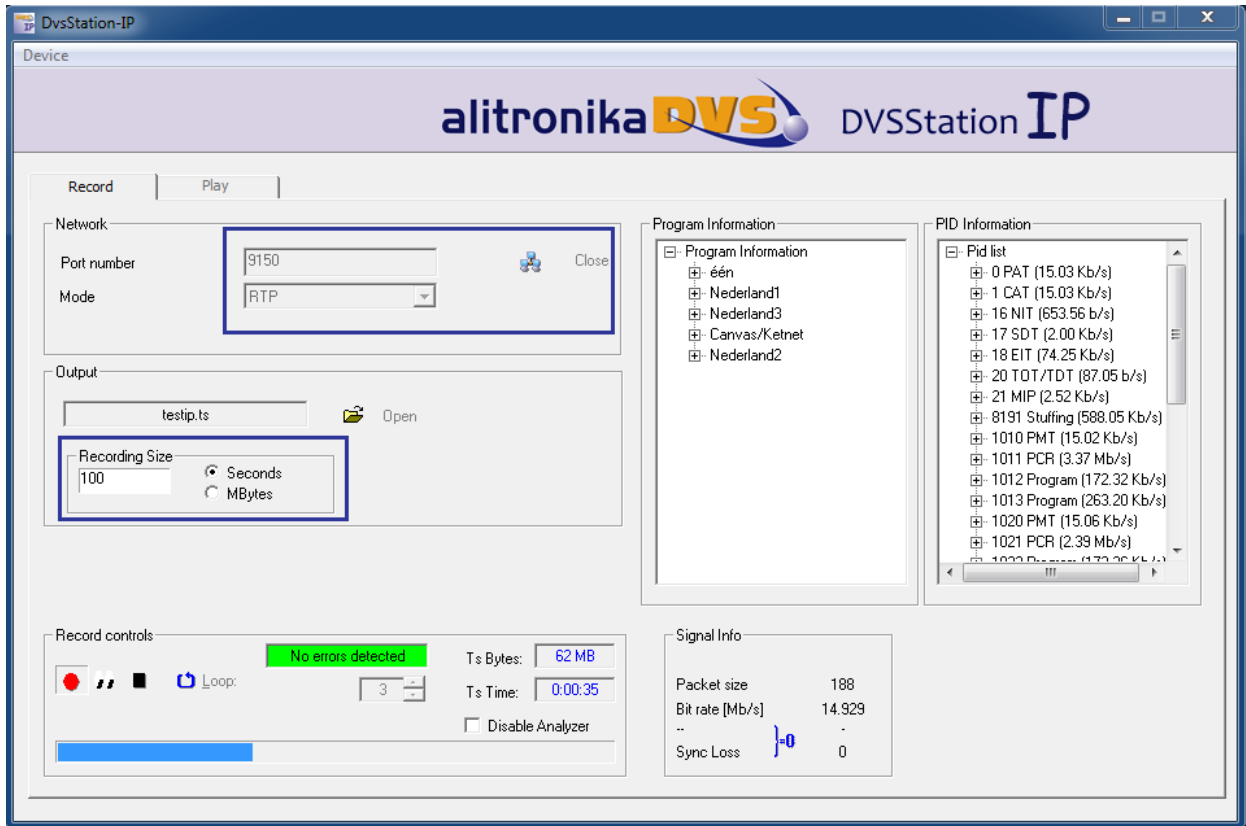 DvsStation-IP
Device
alitronika DVS DVSStation IP
Record Play
Network
Port number 9150 Close
Mode RTP
Output
testip.ts Open
Recording Size
100 Seconds
MBytes
Program Information
Program Information
één
Nederland1
Nederland3
Canvas/Ketnet
Nederland2
PID Information
Pid list
0 PAT (15.03 Kb/s)
1 CAT (15.03 Kb/s)
16 NIT (653.56 b/s)
17 SDT (2.00 Kb/s)
18 EIT (74.25 Kb/s)
20 TOT/TDT (87.05 b/s)
21 MIP (2.52 Kb/s)
8191 Stuffing (588.05 Kb/s)
1010 PMT (15.02 Kb/s)
1011 PCR (3.37 Mb/s)
1012 Program (172.32 Kb/s)
1013 Program (263.20 Kb/s)
1020 PMT (15.06 Kb/s)
1021 PCR (2.39 Mb/s)
Record controls
No errors detected Ts Bytes: 62 MB
Loop: 3 Ts Time: 0:00:35
Disable Analyzer
Signal Info
Packet size 188
Bit rate [Mb/s] 14.929
-- -
=0
Sync Loss 0